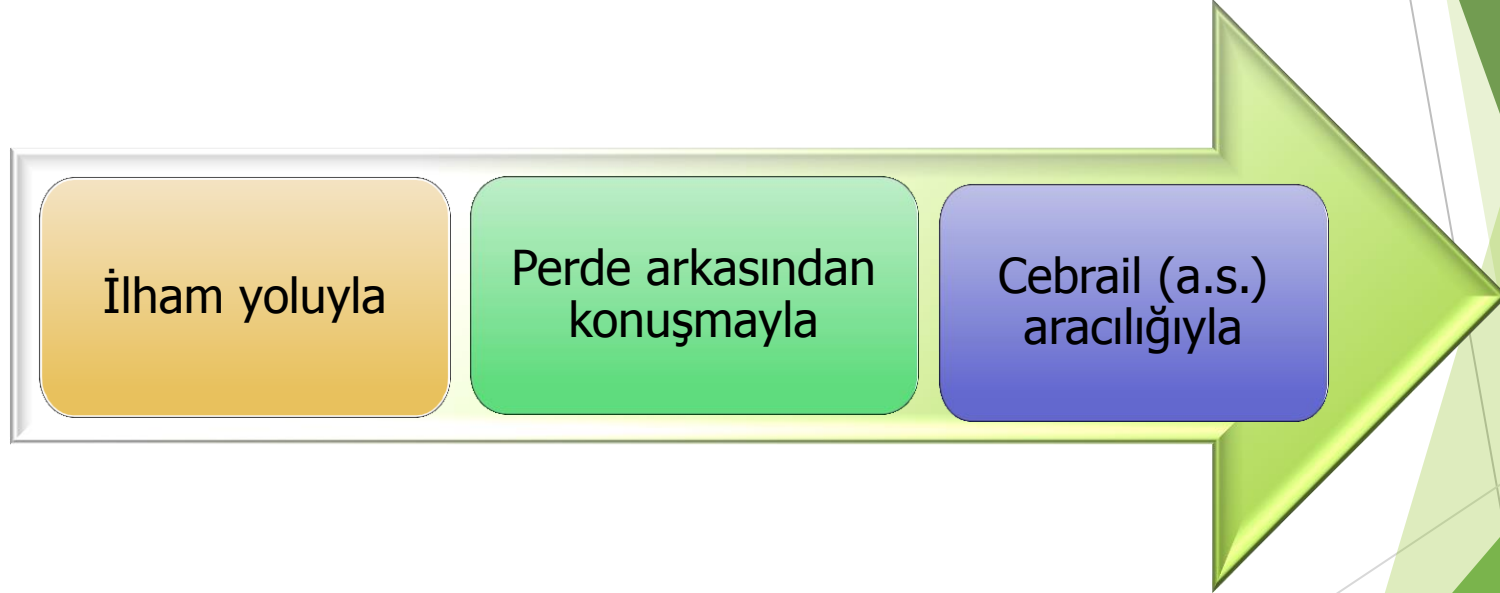 İlham yoluyla
Perde arkasından
konuşmayla
Cebrail (a.s.)
aracılığıyla